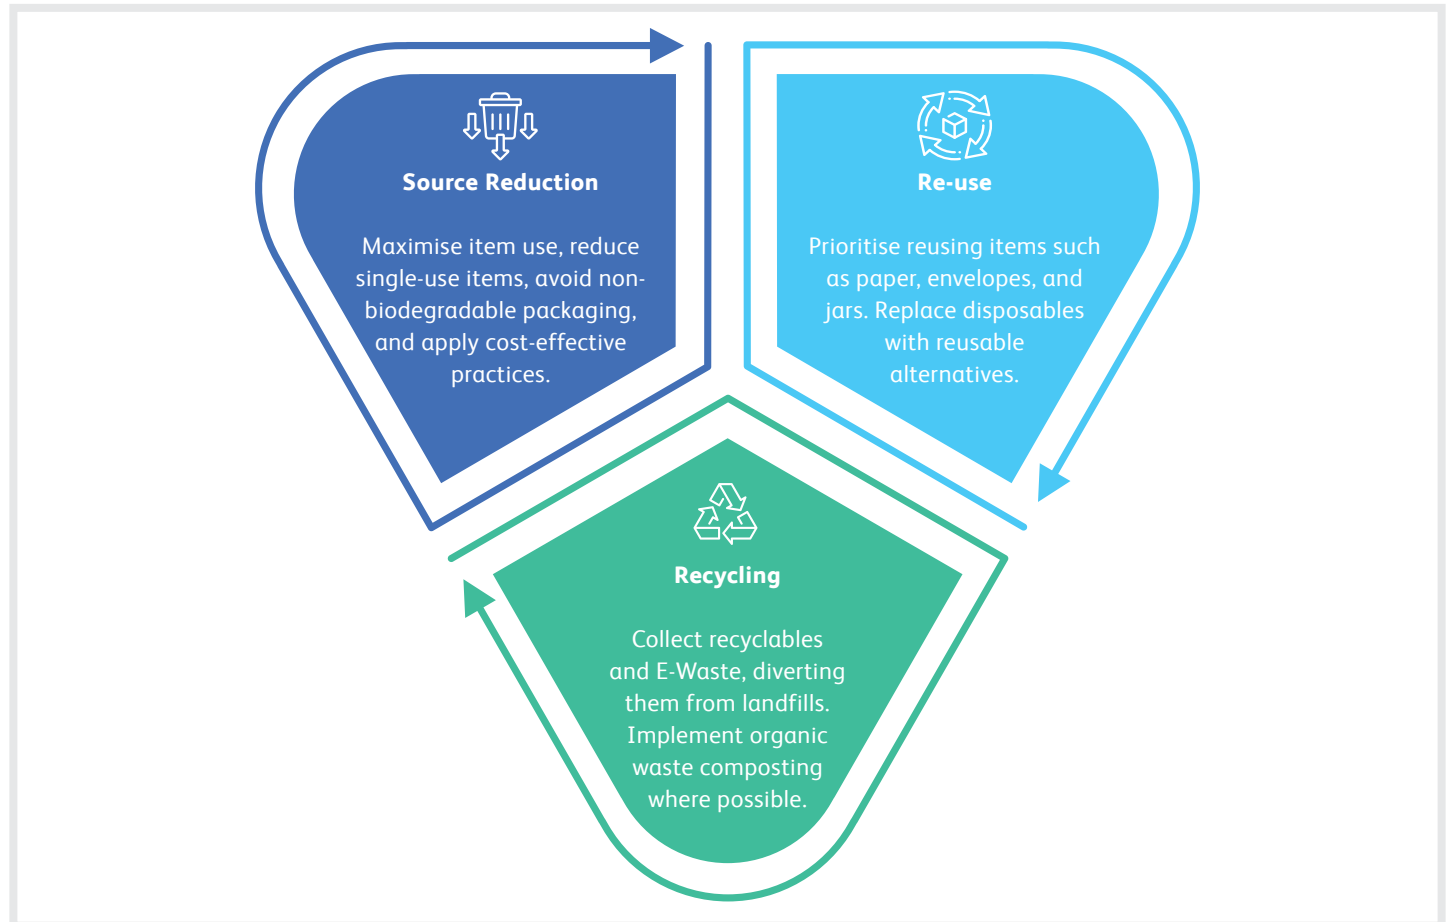 Source Reduction
Maximise item use, reduce
single-use items, avoid non-
biodegradable packaging,
and apply cost-effective
practices.
Re-use
Prioritise reusing items such
as paper, envelopes, and
jars. Replace disposables
with reusable
alternatives.
Recycling
Collect recyclables
and E-Waste, diverting
them from landfills.
Implement organic
waste composting
where possible.